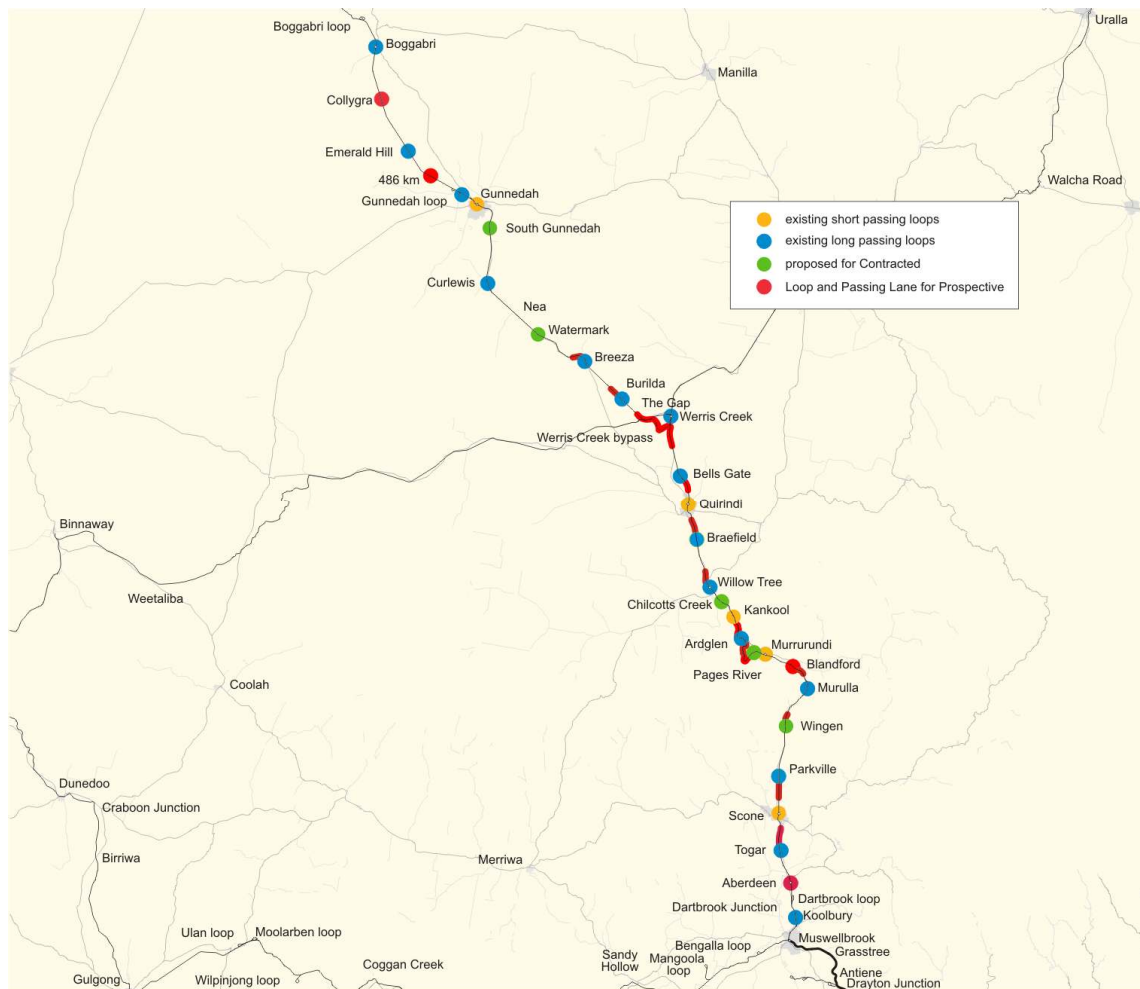 Boggabri loop
Uralla
Boggabri
Manilla
Collygra
Emerald Hill
486 km
Walcha Road
Gunnedah
Gunnedah loop
South Gunnedah
existing short passing loops
existing long passing loops
proposed for Contracted
Loop and Passing Lane for Prospective
Curlewis
Nea
Watermark
Breeza
Burilda
The Gap
Werris Creek
Werris Creek bypass
Bells Gate
Quirindi
Binnaway
Braefield
Willow Tree
Weetaliba
Chilcotts Creek
Kankool
Ardglen
Murrurundi
Blandford
Pages River
Coolah
Murulla
Wingen
Parkville
Dunedoo
Craboon Junction
Scone
Birriwa
Togar
Merriwa
Aberdeen
Dartbrook loop
Dartbrook Junction
Koolbury
Ulan loop
Moolarben loop
Muswellbrook
Bengalla loop
Grasstree
Sandy
Hollow
Mangoola
loop
Coggan Creek
Antiene
Gulgong
Wilpinjong loop
Drayton Junction